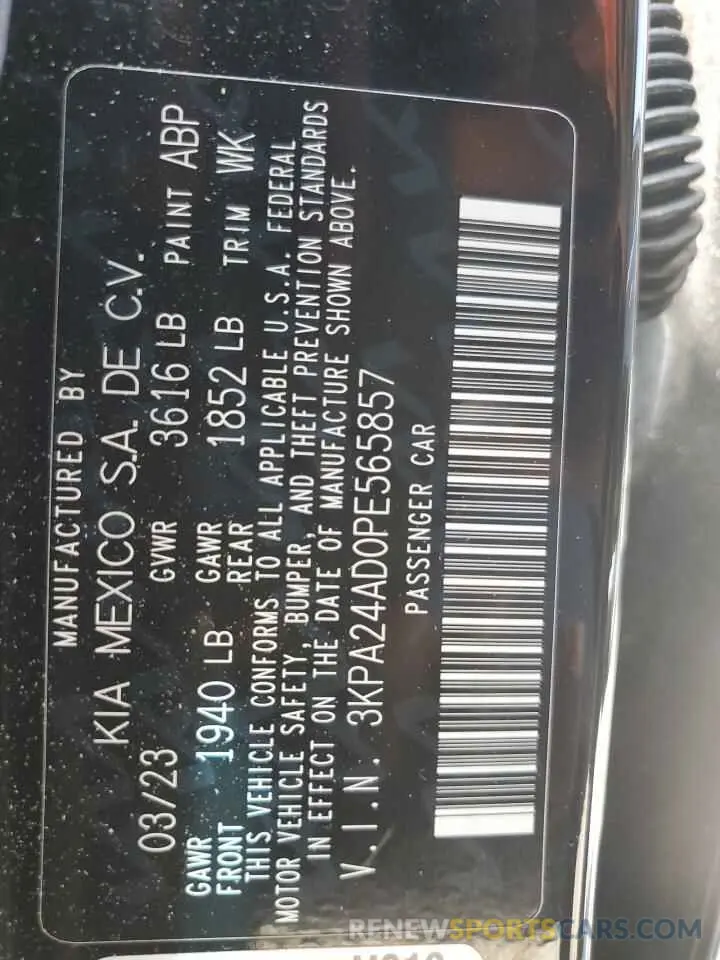 MANUFACTURED BY
KIA MEXICO S.A. DE C.V.
03/23 GVWR 3616 LB PAINT ABP
GAWR FRONT 1940 LB GAWR REAR 1852 LB TRIM WK
THIS VEHICLE CONFORMS TO ALL APPLICABLE U.S.A. FEDERAL
MOTOR VEHICLE SAFETY, BUMPER, AND THEFT PREVENTION STANDARDS
IN EFFECT ON THE DATE OF MANUFACTURE SHOWN ABOVE.
V.I.N. 3KPA24AD0PE565857
PASSENGER CAR
RENEWSPORTSCARS.COM